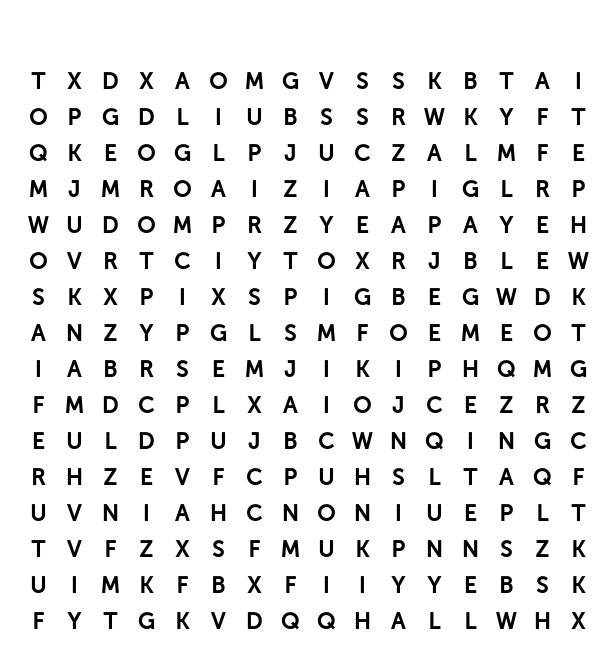 T X D X A O M G V S S K B T A I
O P G D L I U B S S R W K Y F T
Q K E O G L P J U C Z A L M F E
M J M R O A I Z I A P I G L R P
W U D O M P R Z Y E A P A Y E H
O V R T C I Y T O X R J B L E W
S K X P I X S P I G B E G W D K
A N Z Y P G L S M F O E M E O T
I A B R S E M J I K I P H Q M G
F M D C P L X A I O J C E Z R Z
E U L D P U J B C W N Q I N G C
R H Z E V F C P U H S L T A Q F
U V N I A H C N O N I U E P L T
T V F Z X S F M U K P N N S Z K
U I M K F B X F I I Y Y E B S K
F Y T G K V D Q Q H A L L W H X